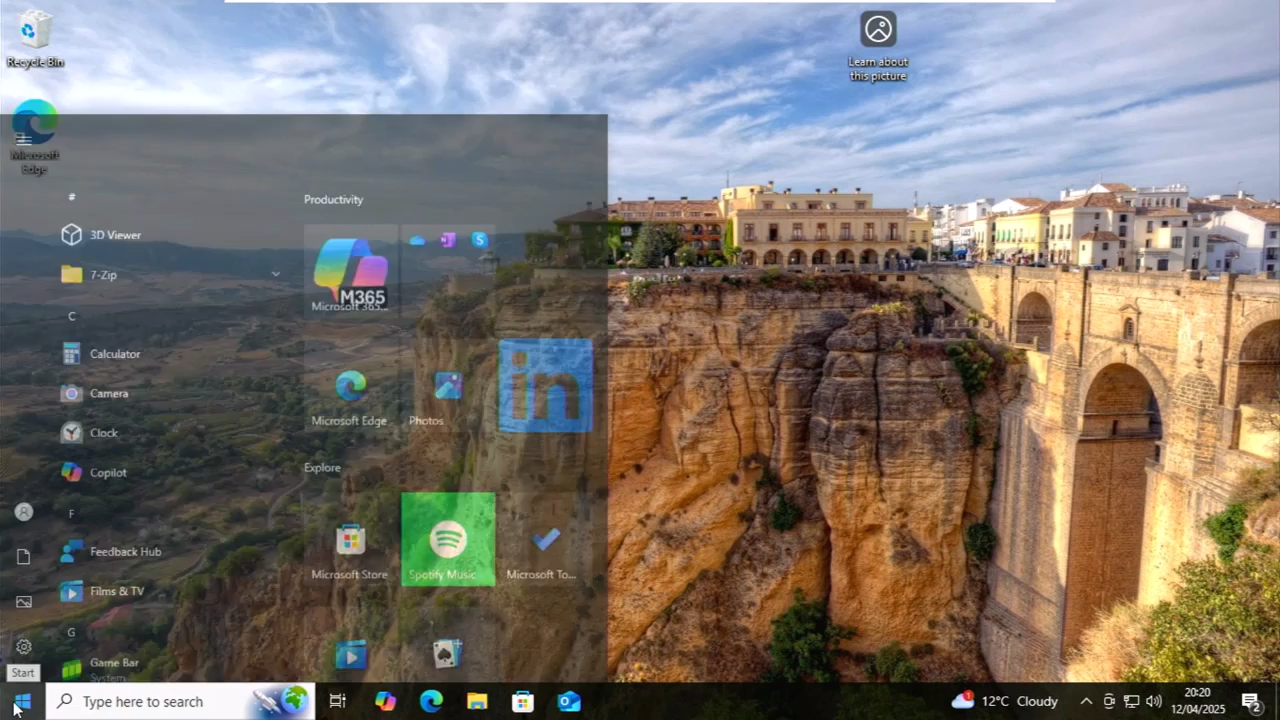 Recycle Bin
Learn about
this picture
Microsoft
Edge
#
3D Viewer
7-Zip
C
Calculator
Camera
Clock
Copilot
F
Feedback Hub
Films & TV
G
Game Bar
System
Productivity
M365
Microsoft 365...
N
S
Microsoft Edge
Photos
in
Explore
Microsoft Store
Spotify Music
Microsoft To...
Start
Type here to search
1
12°C Cloudy
20:20
12/04/2025
2